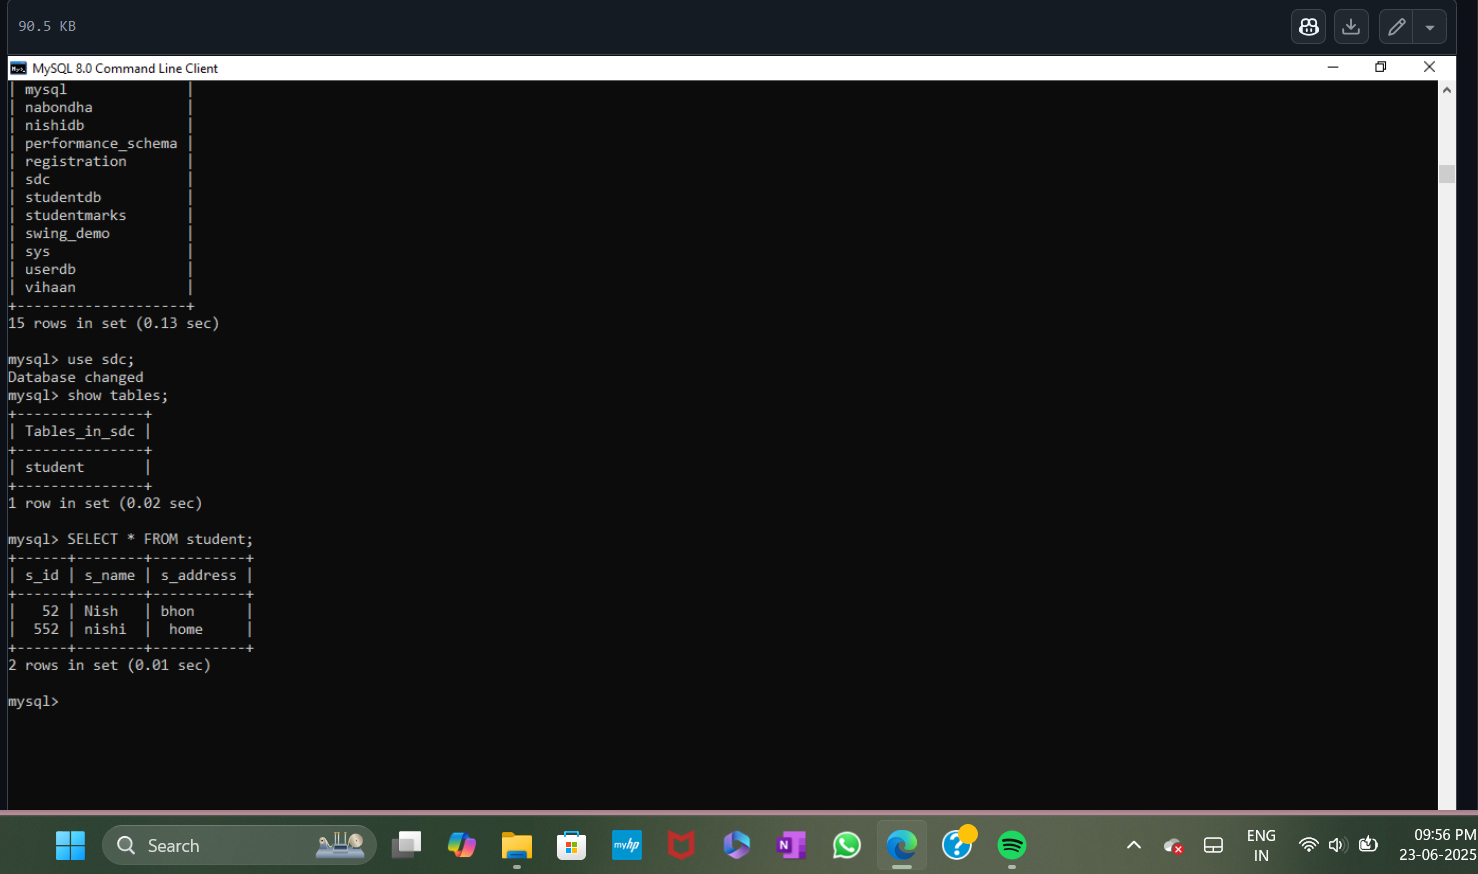 90.5 KB
MySQL 8.0 Command Line Client
| mysql              |
| nabondha           |
| nishidb            |
| performance_schema |
| registration       |
| sdc                |
| studentdb          |
| studentmarks       |
| swing_demo         |
| sys                |
| userdb             |
| vihaan             |
+--------------------+
15 rows in set (0.13 sec)
mysql> use sdc;
Database changed
mysql> show tables;
+---------------+
| Tables_in_sdc |
+---------------+
| student       |
+---------------+
1 row in set (0.02 sec)
mysql> SELECT * FROM student;
+------+--------+-----------+
| s_id | s_name | s_address |
+------+--------+-----------+
|   52 | Nish   | bhon      |
|  552 | nishi  |  home     |
+------+--------+-----------+
2 rows in set (0.01 sec)
mysql>
Search
myhp
N
ENG
IN
09:56 PM
23-06-2025